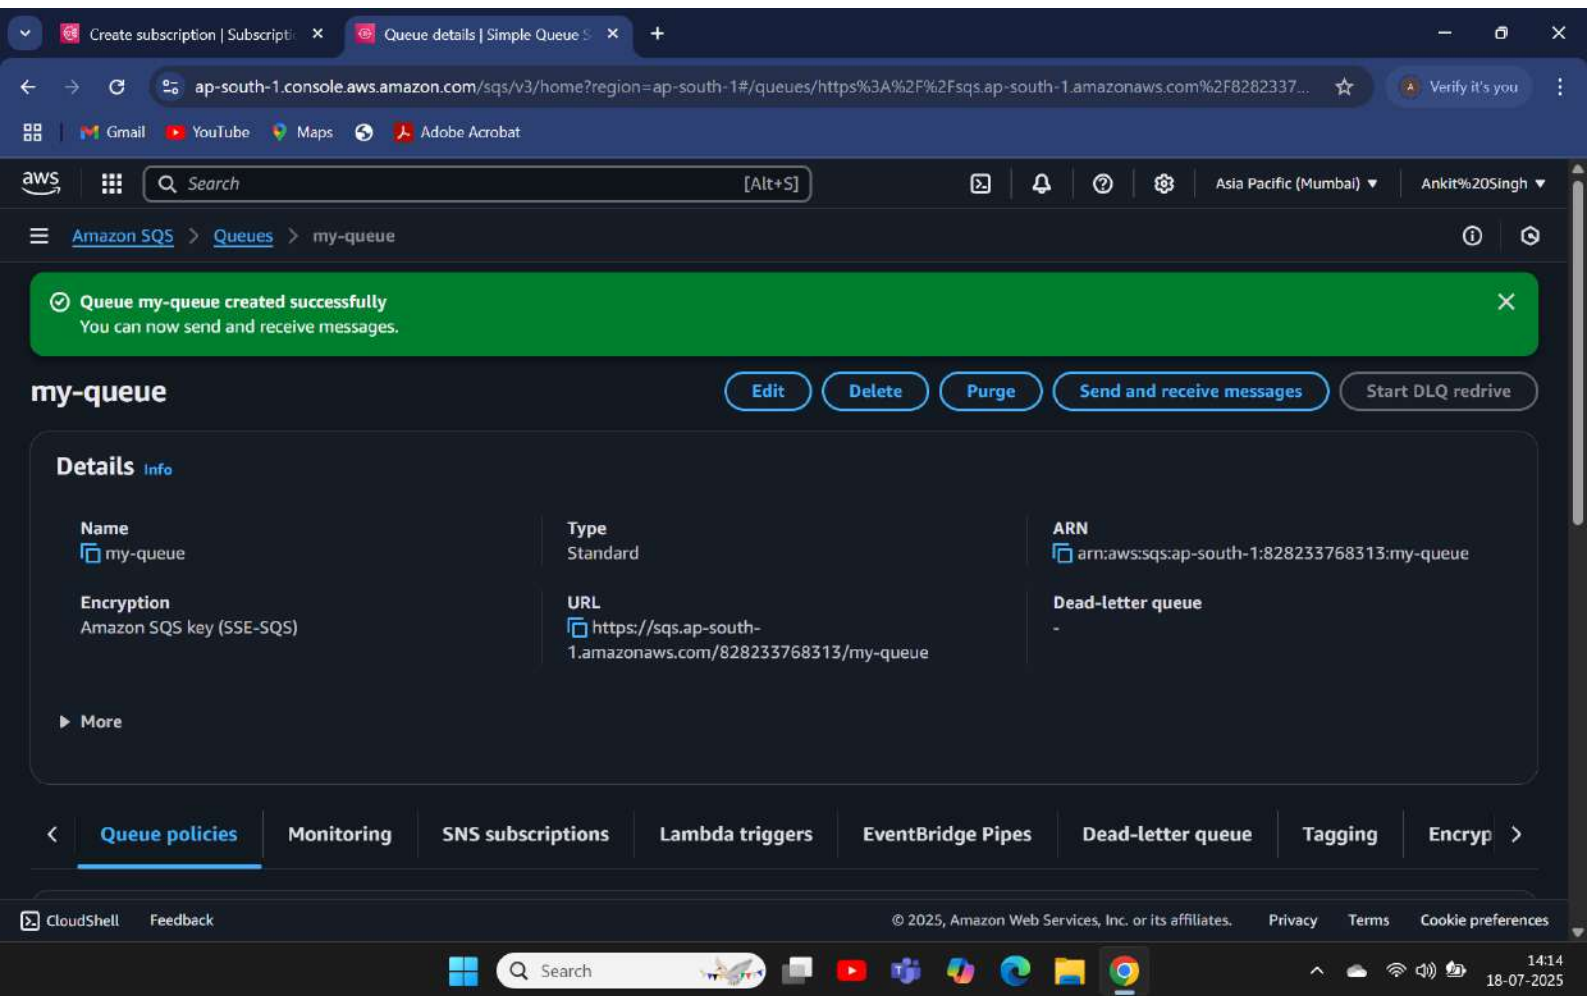 Create subscription | Subscripti
Queue details | Simple Queue S
ap-south-1.console.aws.amazon.com/sqs/v3/home?region=ap-south-1#/queues/https%3A%2F%2Fsqs.ap-south-1.amazonaws.com%2F8282337...
Verify it's you
Gmail
YouTube
Maps
Adobe Acrobat
aws
Search
[Alt+S]
Asia Pacific (Mumbai)
Ankit%20Singh
Amazon SQS > Queues > my-queue
Queue my-queue created successfully
You can now send and receive messages.
my-queue
Edit
Delete
Purge
Send and receive messages
Start DLQ redrive
Details Info
Name
my-queue
Type
Standard
ARN
arn:aws:sqs:ap-south-1:828233768313:my-queue
Encryption
Amazon SQS key (SSE-SQS)
URL
https://sqs.ap-south-
1.amazonaws.com/828233768313/my-queue
Dead-letter queue
-
More
Queue policies
Monitoring
SNS subscriptions
Lambda triggers
EventBridge Pipes
Dead-letter queue
Tagging
Encryp
CloudShell
Feedback
© 2025, Amazon Web Services, Inc. or its affiliates.
Privacy
Terms
Cookie preferences
Search
14:14
18-07-2025